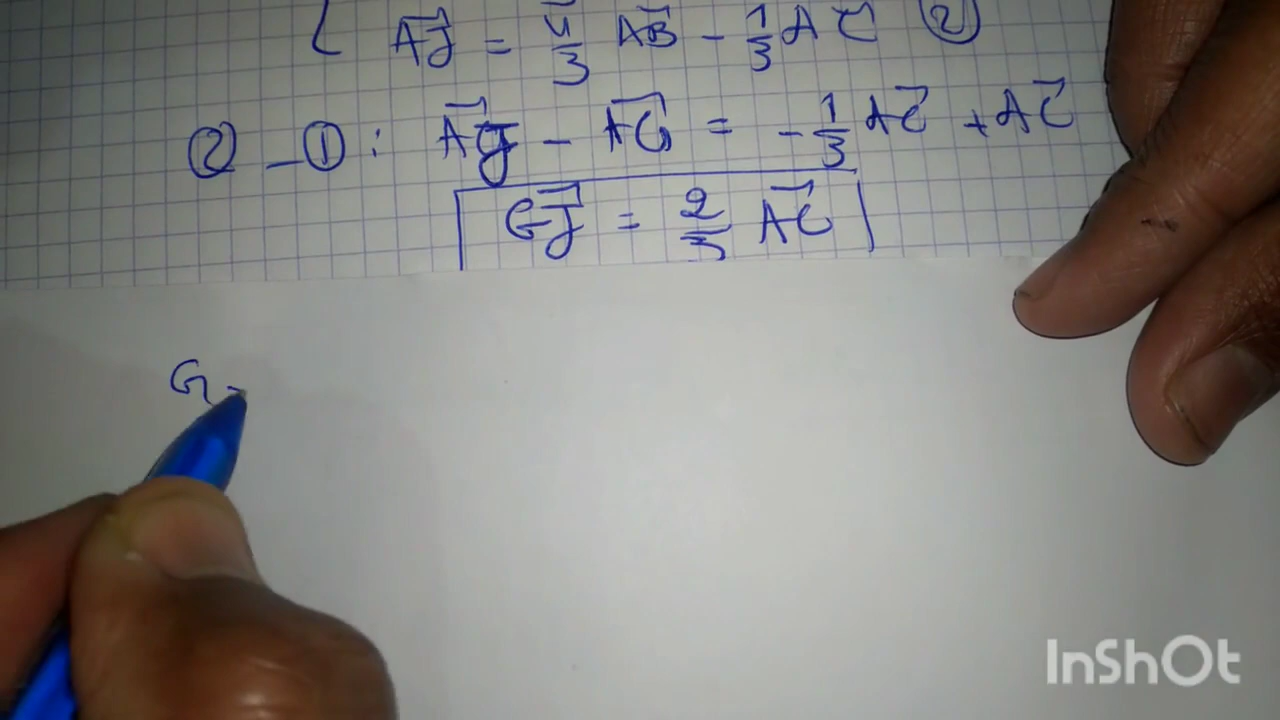 { AJ⃗ = 4/3 AB⃗ - 1/3 AC⃗ ②
② - ① : AJ⃗ - AG⃗ = - 1/3 AC⃗ + AC⃗
GJ⃗ = 2/3 AC⃗
G
InShOt